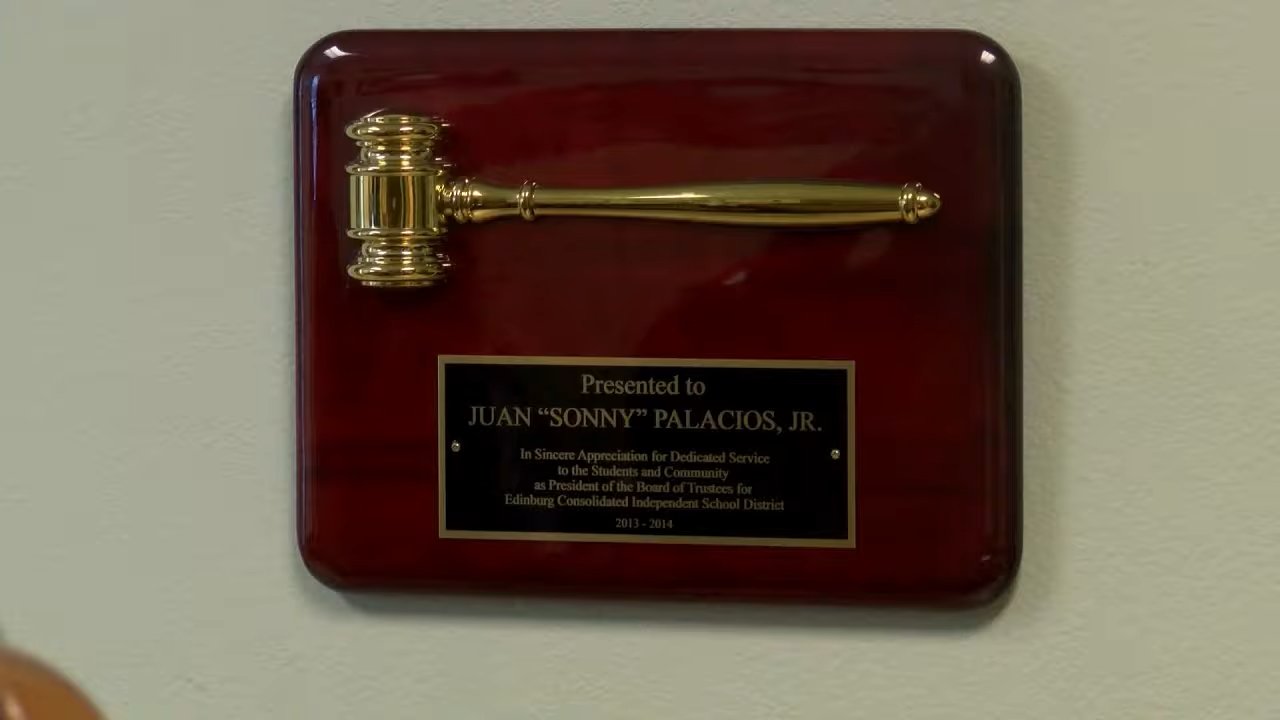 Presented to
JUAN “SONNY” PALACIOS, JR.
In Sincere Appreciation for Dedicated Service
to the Students and Community
as President of the Board of Trustees for
Edinburg Consolidated Independent School District
2013 - 2014